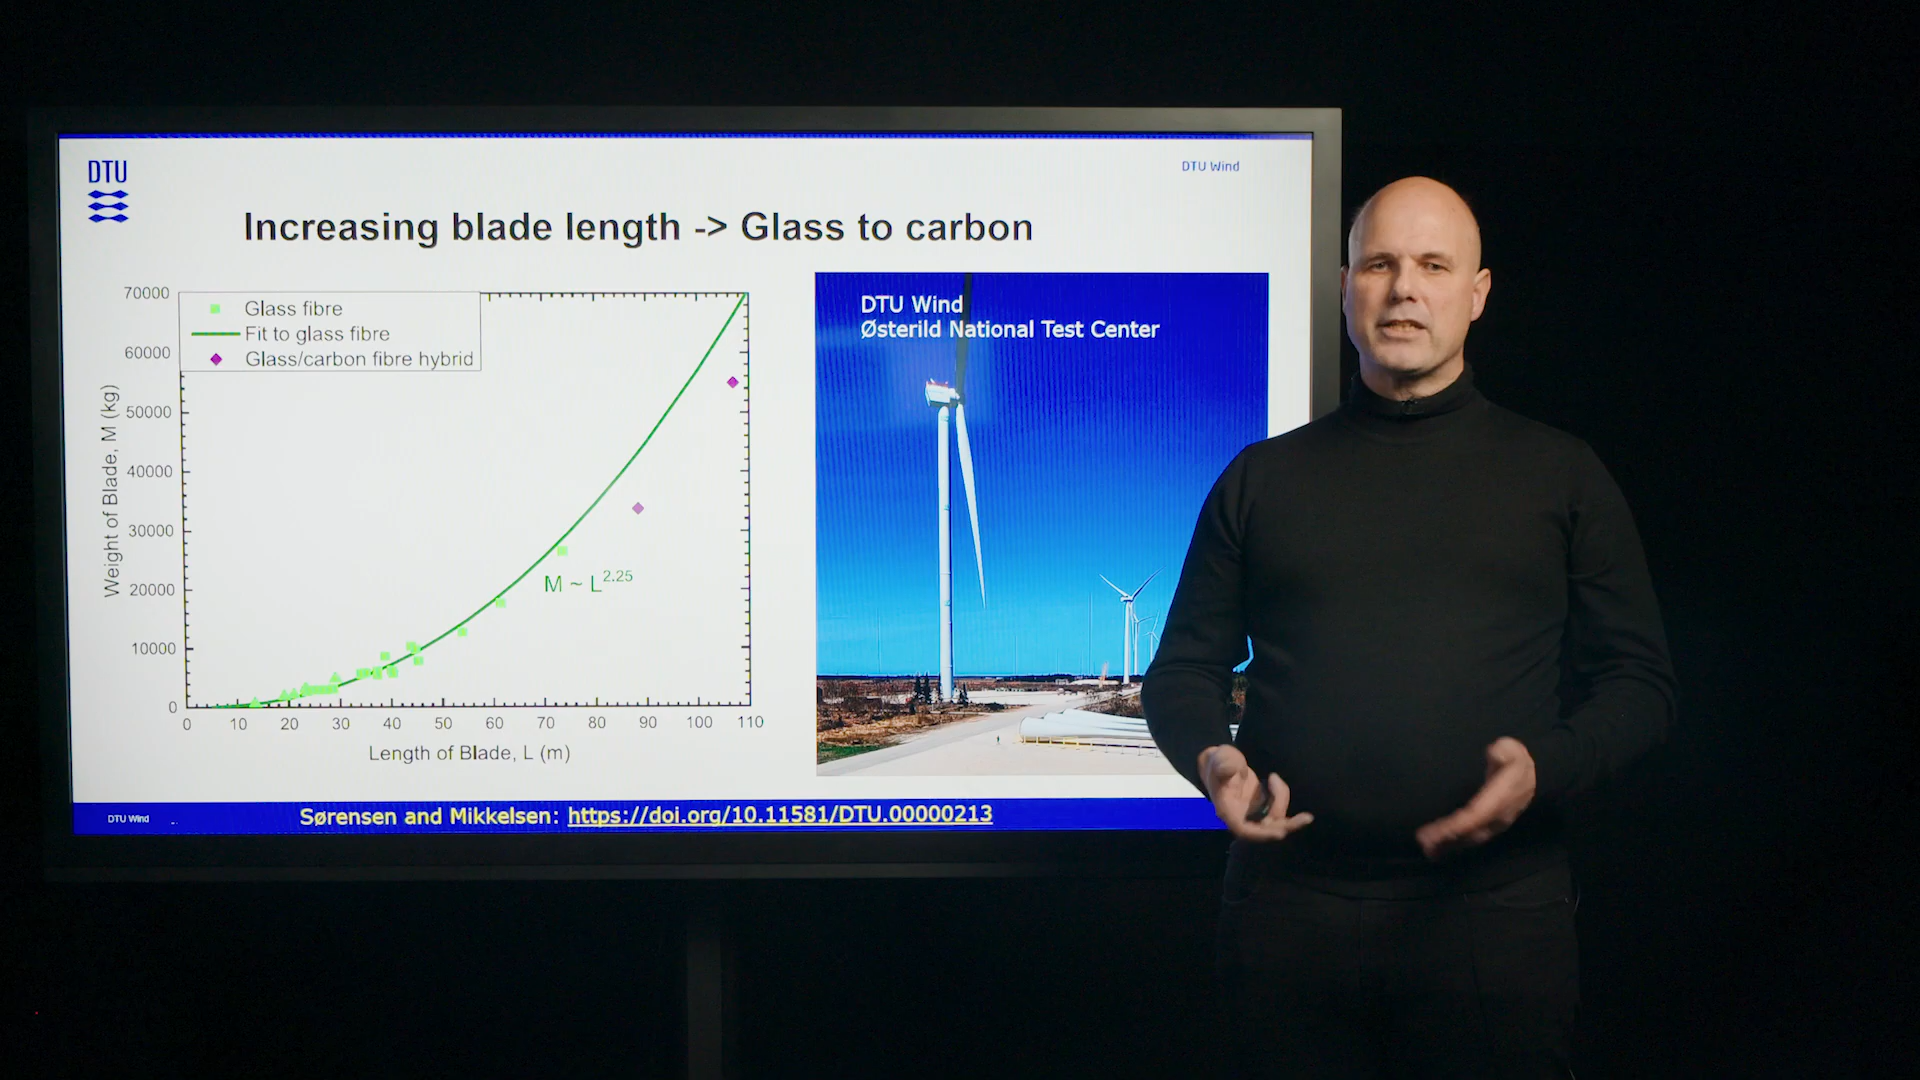 DTU
DTU Wind
Increasing blade length -> Glass to carbon
Glass fibre
Fit to glass fibre
Glass/carbon fibre hybrid
70000
60000
50000
40000
30000
20000
10000
0
Weight of Blade, M (kg)
M ~ L^2.25
0 10 20 30 40 50 60 70 80 90 100 110
Length of Blade, L (m)
DTU Wind
Østerild National Test Center
DTU Wind
Sørensen and Mikkelsen: https://doi.org/10.11581/DTU.00000213